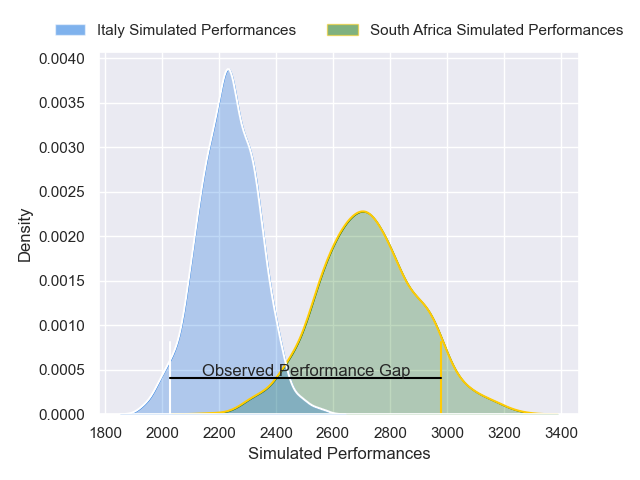 Italy Simulated Performances South Africa Simulated Performances
0.0040
0.0035
0.0030
0.0025
0.0020
0.0015
0.0010
0.0005
0.0000
Density
Observed Performance Gap
1800 2000 2200 2400 2600 2800 3000 3200 3400
Simulated Performances